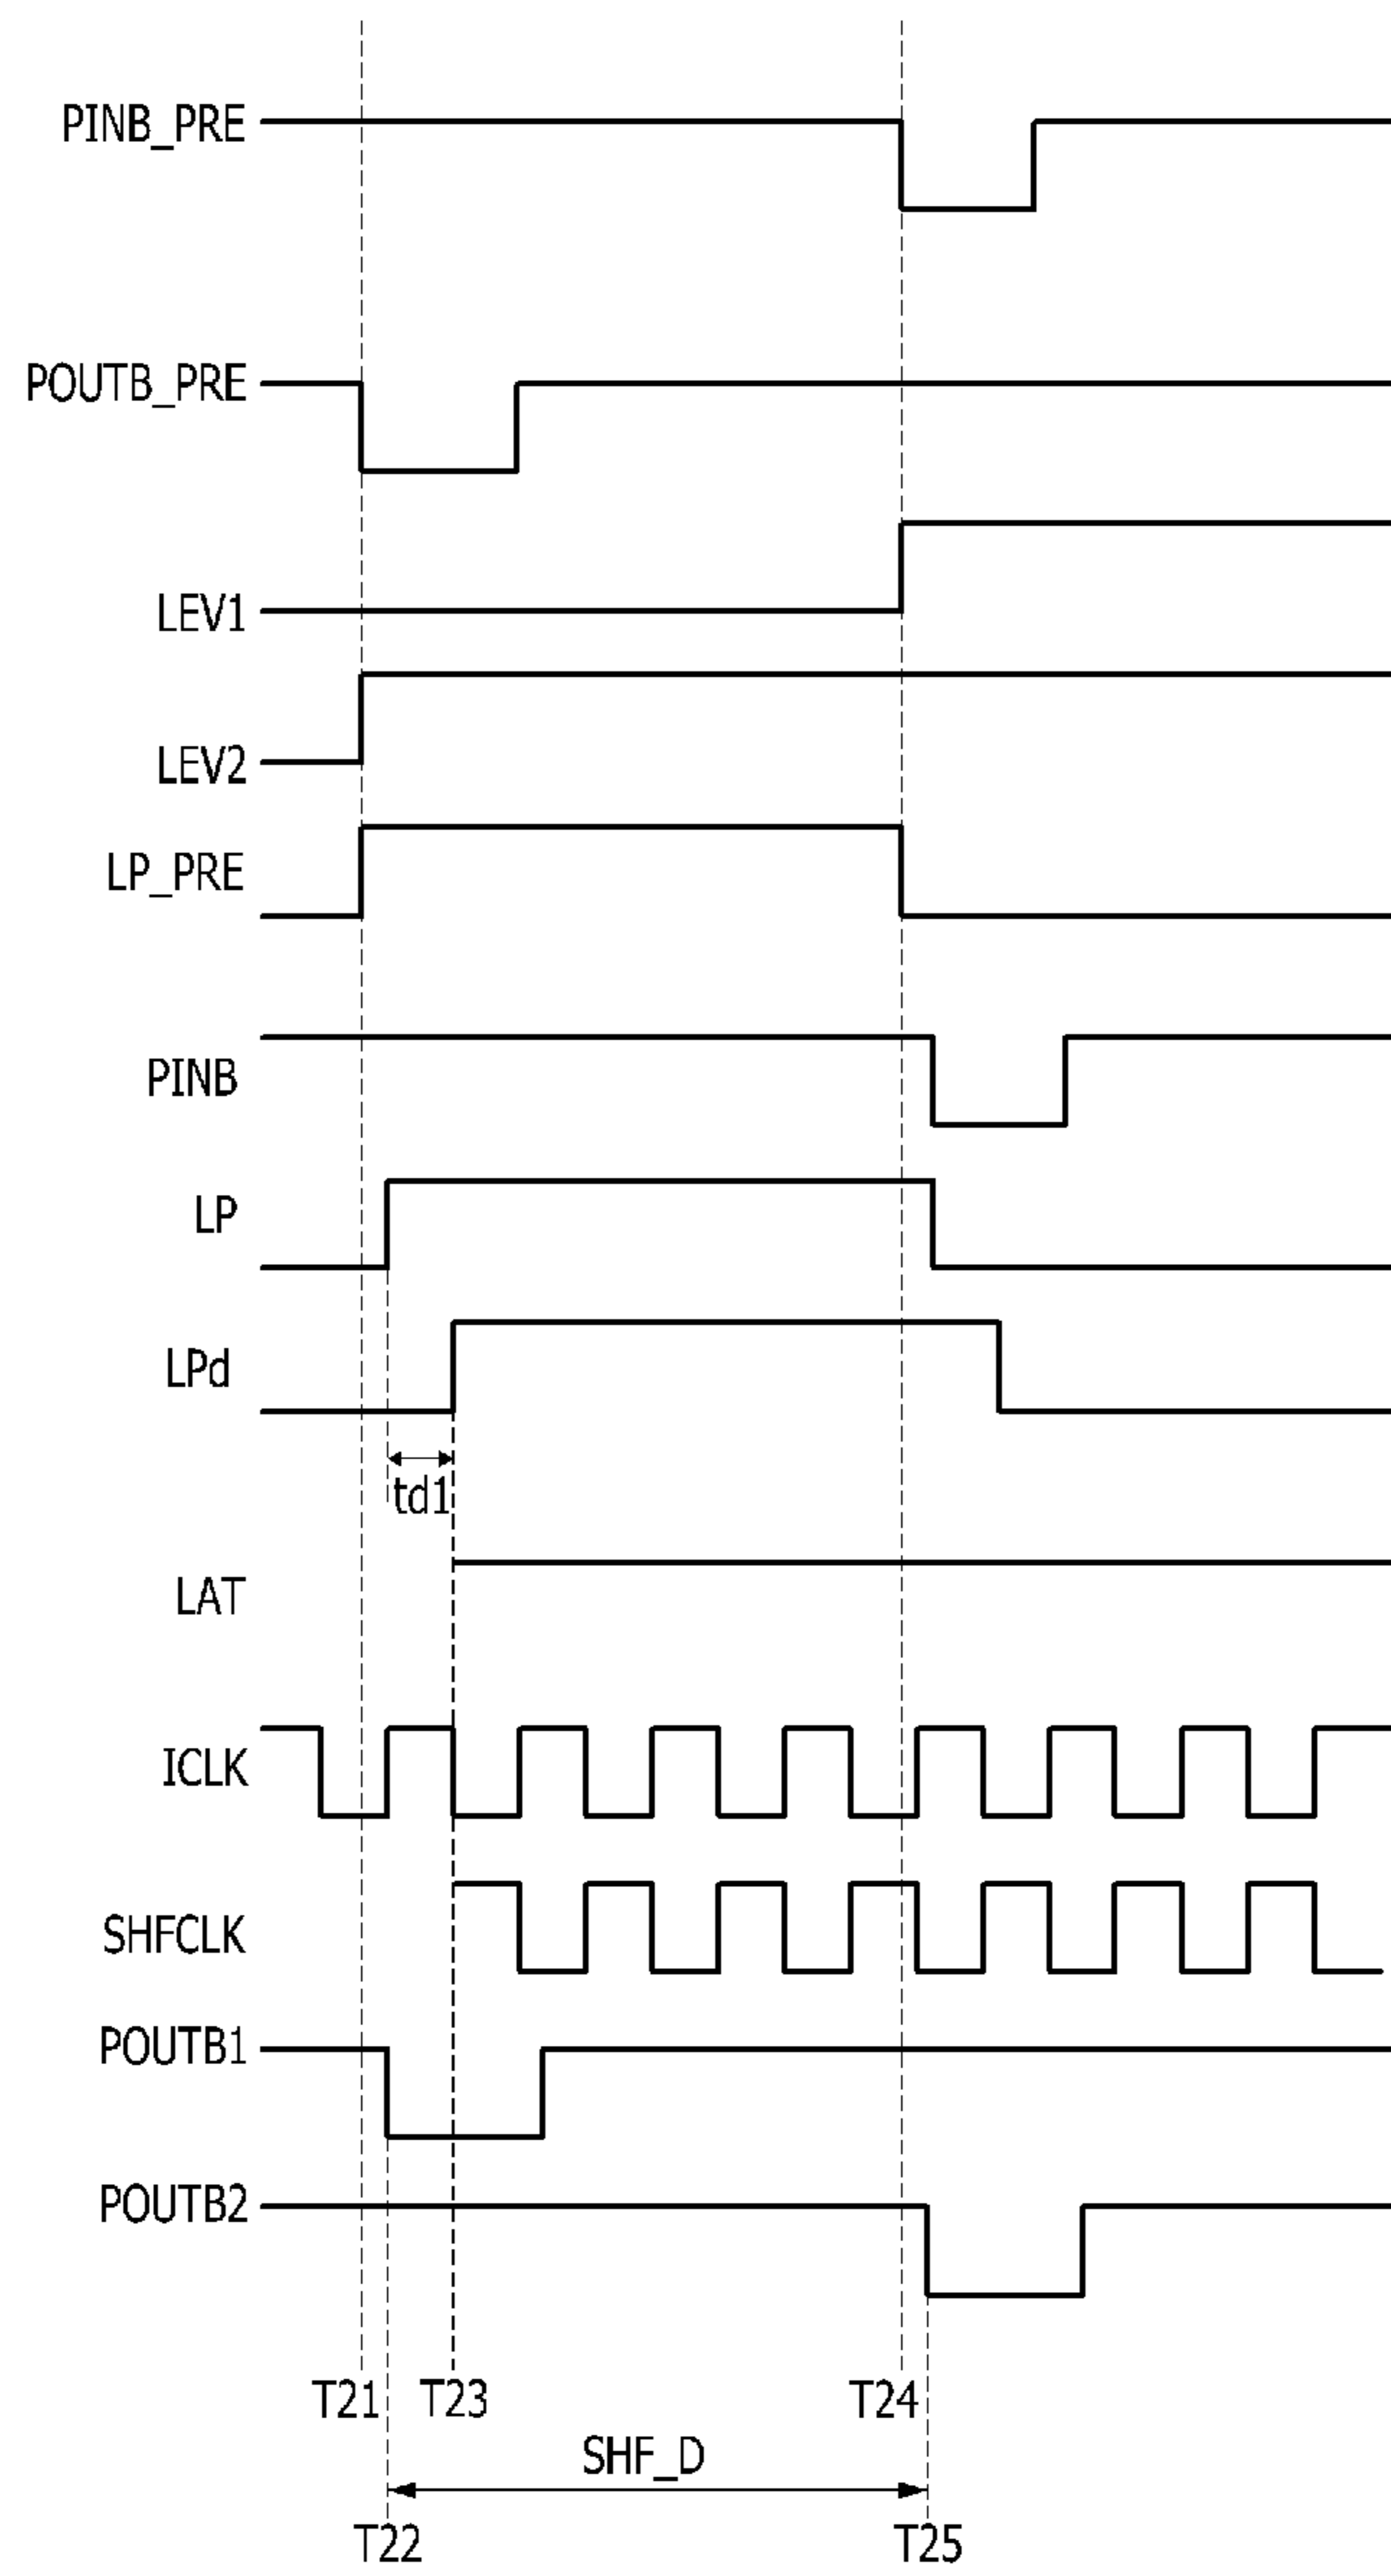 PINB_PRE
POUTB_PRE
LEV1
LEV2
LP_PRE
PINB
LP
LPd
td1
LAT
ICLK
SHFCLK
POUTB1
POUTB2
T21 T23 T24
SHF_D
T22 T25